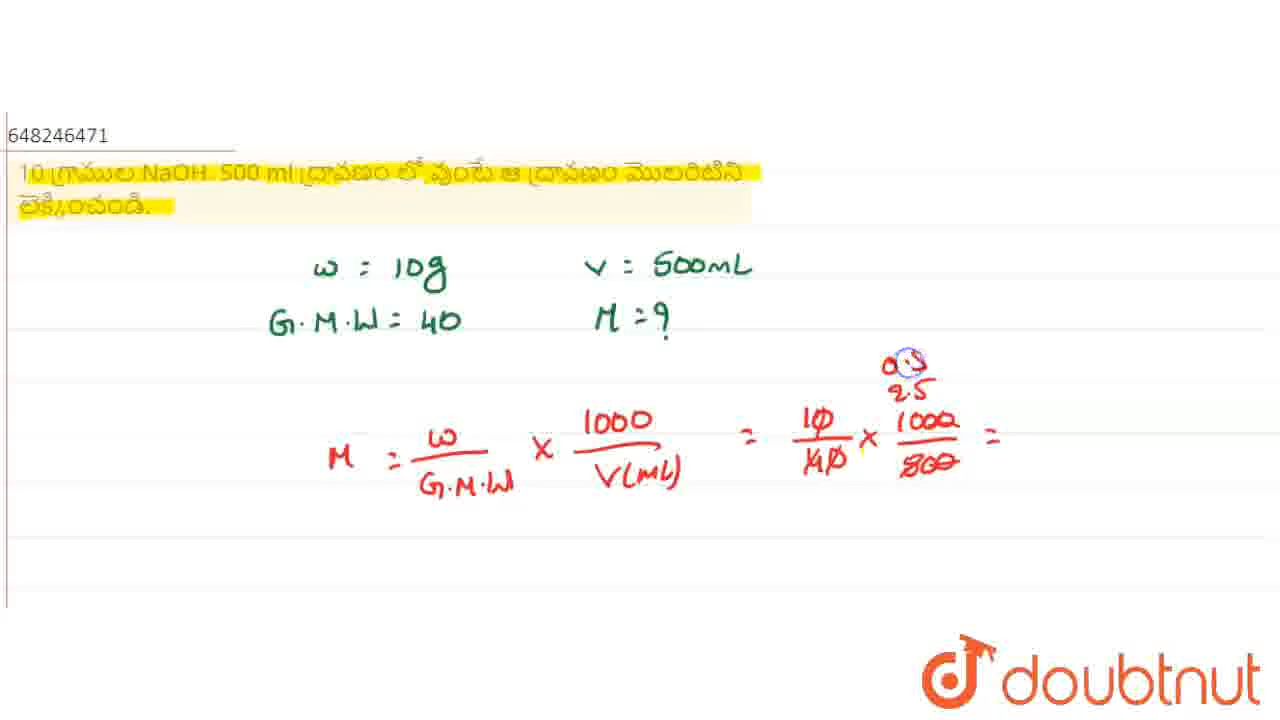 648246471
10 గ్రాముల NaOH. 500 ml ద్రావణం లో వుంటే ఆ ద్రావణం మొలారిటిని
లెక్కించండి.
w = 10g V = 500mL
G.M.W = 40 M = ?
0.5
2.5
M = w/G.M.W × 1000/V(mL) = 10/40 × 1000/500 =
doubtnut